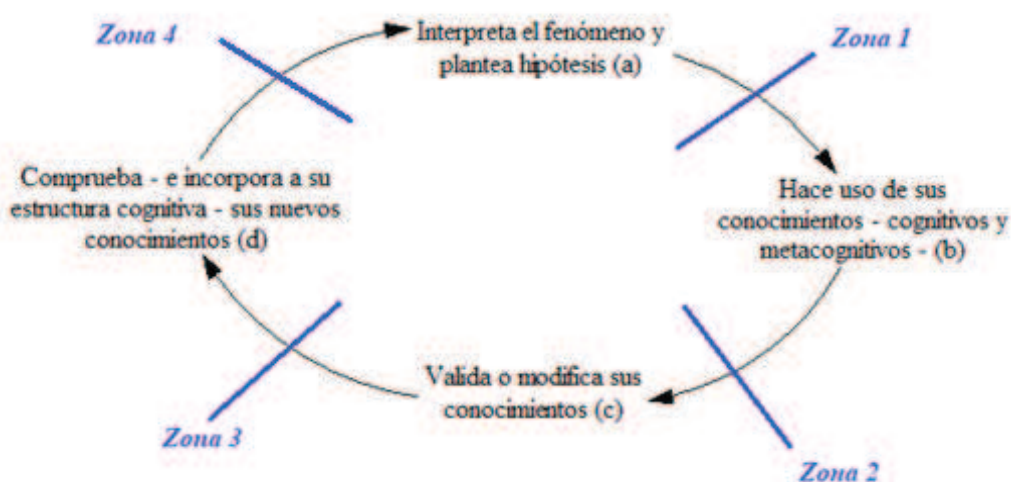 Zona 4
Interpreta el fenómeno y
plantea hipótesis (a)
Zona 1
Comprueba - e incorpora a su
estructura cognitiva - sus nuevos
conocimientos (d)
Hace uso de sus
conocimientos - cognitivos y
metacognitivos - (b)
Valida o modifica sus
conocimientos (c)
Zona 3
Zona 2